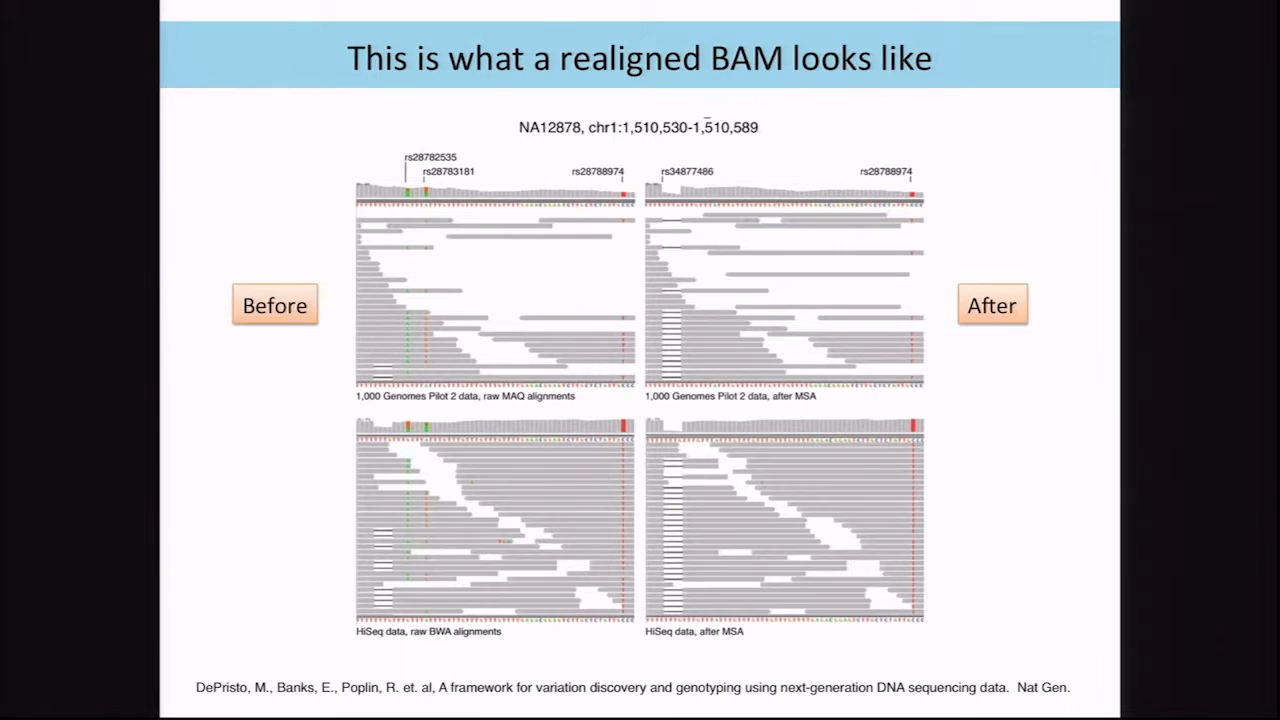 This is what a realigned BAM looks like
NA12878, chr1:1,510,530-1,510,589
rs28782535
rs28783181
rs28788974
rs34877486
rs28788974
Before
After
1,000 Genomes Pilot 2 data, raw MAQ alignments
1,000 Genomes Pilot 2 data, after MSA
HiSeq data, raw BWA alignments
HiSeq data, after MSA
DePristo, M., Banks, E., Poplin, R. et. al, A framework for variation discovery and genotyping using next-generation DNA sequencing data. Nat Gen.